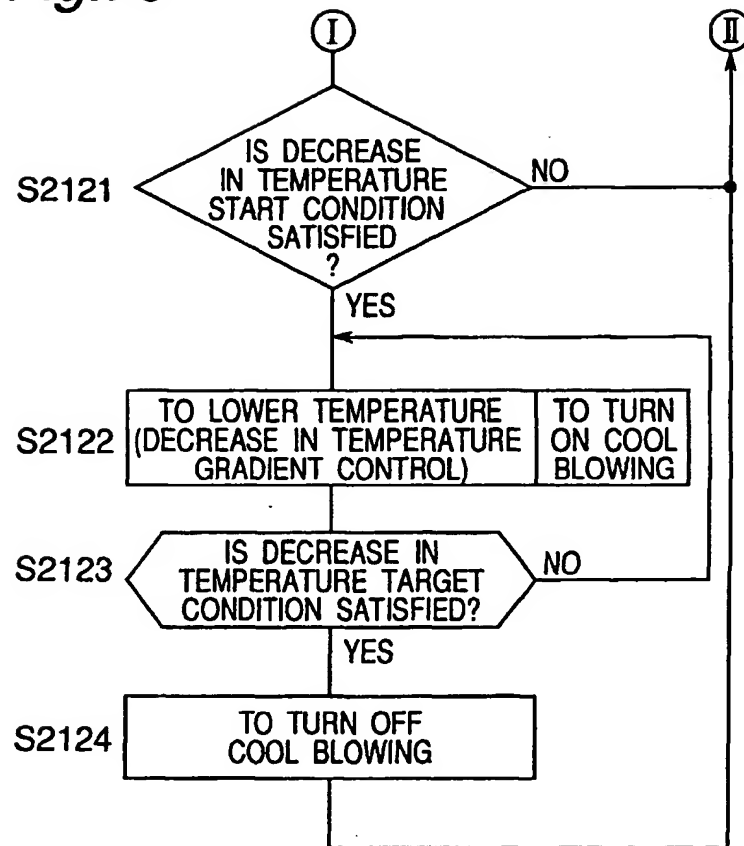 I
II
IS DECREASE
IN TEMPERATURE
START CONDITION
SATISFIED
?
S2121
NO
YES
S2122
TO LOWER TEMPERATURE
(DECREASE IN TEMPERATURE
GRADIENT CONTROL)
TO TURN
ON COOL
BLOWING
S2123
IS DECREASE IN
TEMPERATURE TARGET
CONDITION SATISFIED?
NO
YES
S2124
TO TURN OFF
COOL BLOWING